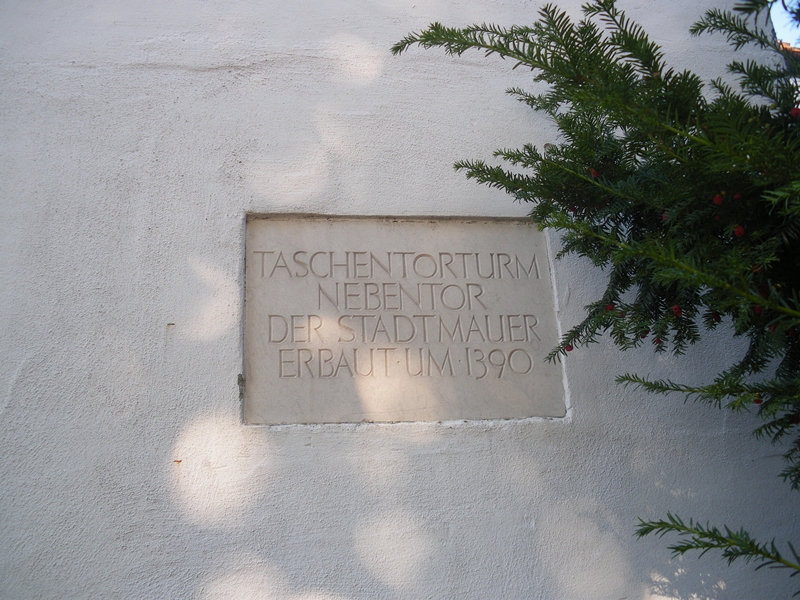 TASCHENTORTURM
NEBENTOR
DER STADTMAUER
ERBAUT·UM·1390